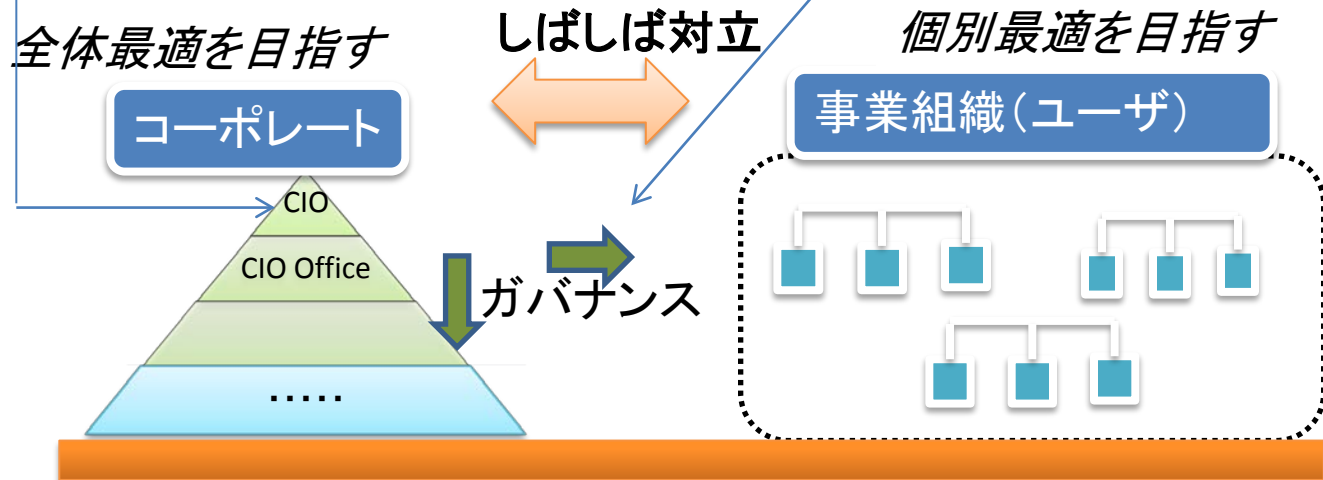 全体最適を目指す
しばしば対立
個別最適を目指す
コーポレート
事業組織(ユーザ)
CIO
CIO Office
ガバナンス
・・・・・